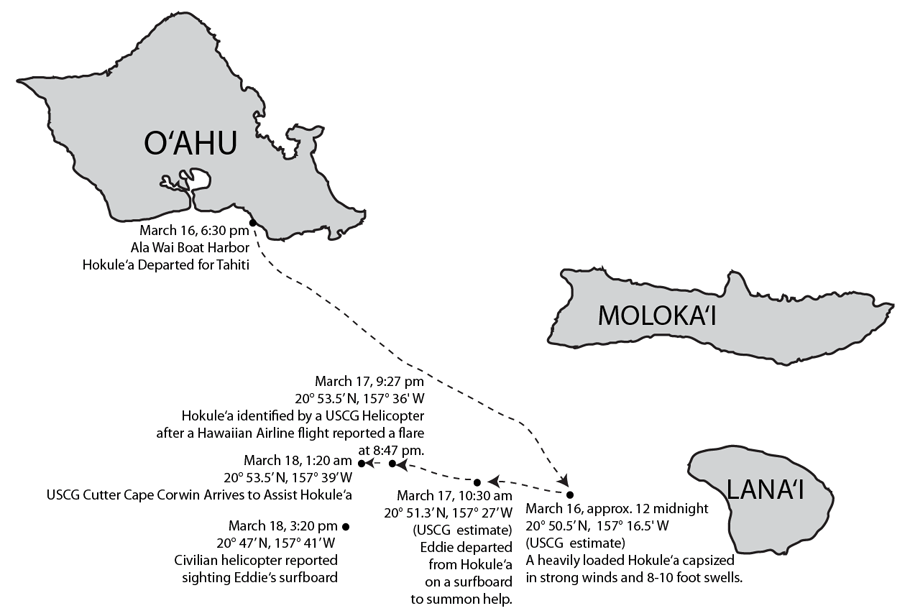 OʻAHU
March 16, 6:30 pm
Ala Wai Boat Harbor
Hokule‘a Departed for Tahiti
MOLOKAʻI
March 17, 9:27 pm
20° 53.5' N, 157° 36' W
Hokule‘a identified by a USCG Helicopter
after a Hawaiian Airline flight reported a flare
at 8:47 pm.
March 18, 1:20 am
20° 53.5' N, 157° 39'W
USCG Cutter Cape Corwin Arrives to Assist Hokule‘a
LANAʻI
March 17, 10:30 am
20° 51.3' N, 157° 27' W
(USCG estimate)
Eddie departed
from Hokule‘a
on a surfboard
to summon help.
March 16, approx. 12 midnight
20° 50.5' N, 157° 16.5' W
(USCG estimate)
A heavily loaded Hokule‘a capsized
in strong winds and 8-10 foot swells.
March 18, 3:20 pm
20° 47' N, 157° 41' W
Civilian helicopter reported
sighting Eddie's surfboard